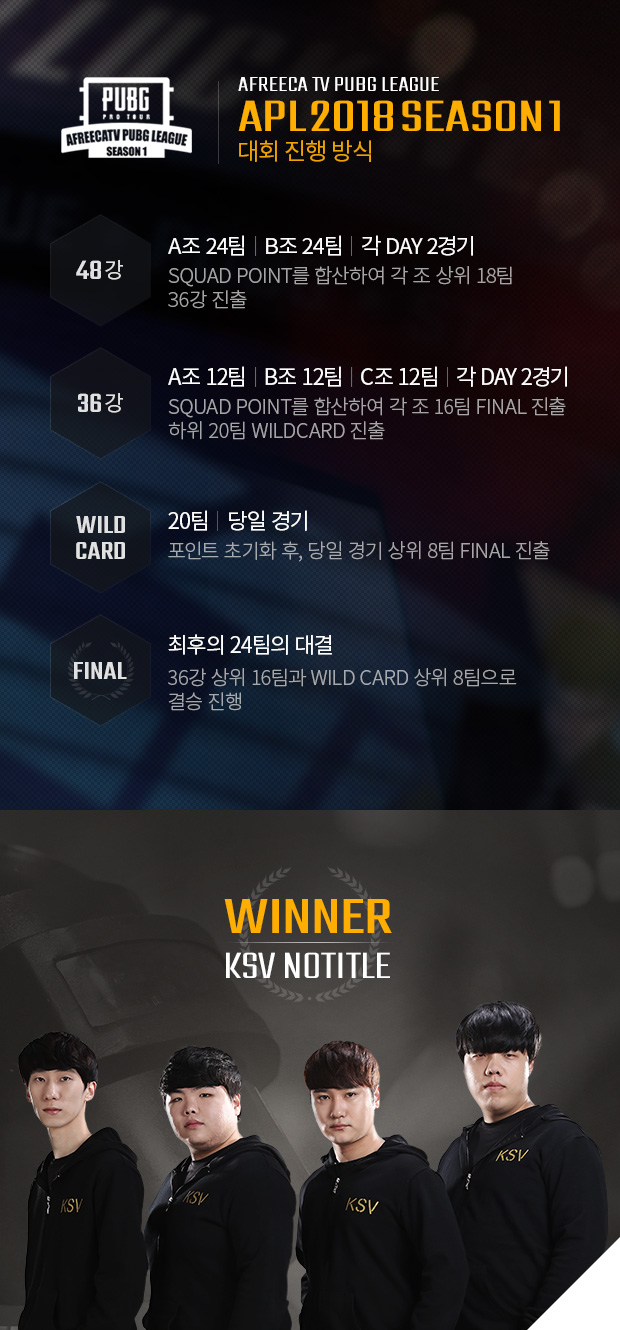 PUBG
PRO TOUR
AFREECATV PUBG LEAGUE
SEASON 1
AFREECA TV PUBG LEAGUE
APL 2018 SEASON 1
대회 진행 방식
48강
A조 24팀 | B조 24팀 | 각 DAY 2경기
SQUAD POINT를 합산하여 각 조 상위 18팀
36강 진출
36강
A조 12팀 | B조 12팀 | C조 12팀 | 각 DAY 2경기
SQUAD POINT를 합산하여 각 조 16팀 FINAL 진출
하위 20팀 WILDCARD 진출
WILD
CARD
20팀 | 당일 경기
포인트 초기화 후, 당일 경기 상위 8팀 FINAL 진출
FINAL
최후의 24팀의 대결
36강 상위 16팀과 WILD CARD 상위 8팀으로
결승 진행
WINNER
KSV NOTITLE
KSV
KSV
KSV
KSV